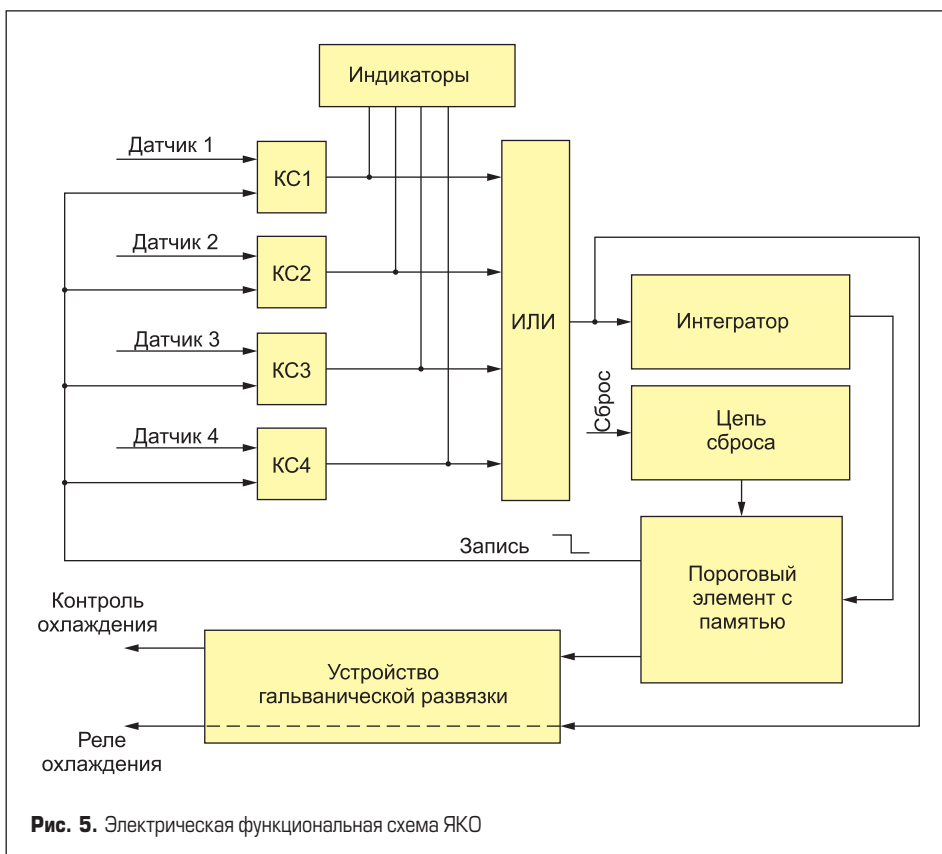 Индикаторы
Датчик 1
КС1
Датчик 2
КС2
Датчик 3
КС3
Датчик 4
КС4
ИЛИ
Интегратор
Сброс
Цепь
сброса
Запись
Пороговый
элемент с
памятью
Контроль
охлаждения
Устройство
гальванической развязки
Реле
охлаждения
Рис. 5. Электрическая функциональная схема ЯКО